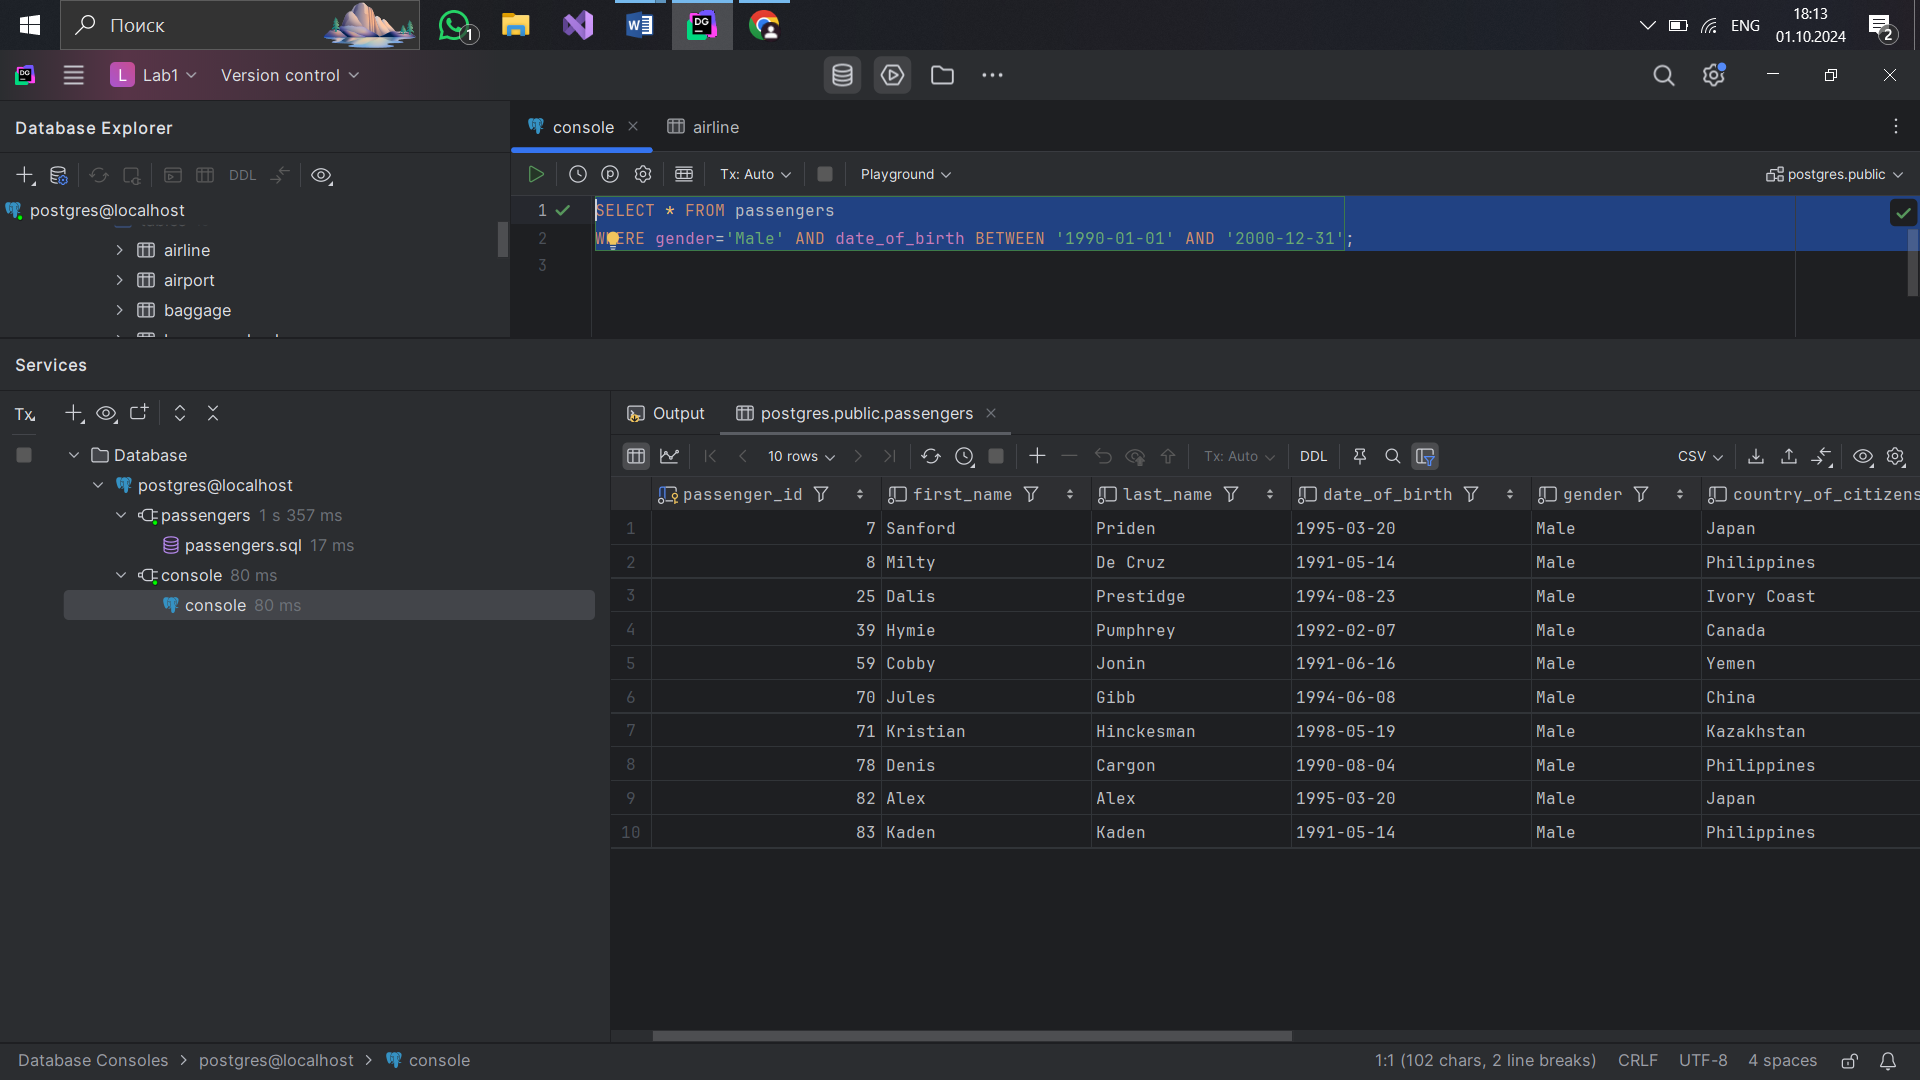 Поиск
1
ENG
18:13
01.10.2024
2
L Lab1
Version control
Database Explorer
console
airline
DDL
Tx: Auto
Playground
postgres.public
postgres@localhost
airline
airport
baggage
1 SELECT * FROM passengers
2 WHERE gender='Male' AND date_of_birth BETWEEN '1990-01-01' AND '2000-12-31';
3
Services
Tx
Database
postgres@localhost
passengers 1 s 357 ms
passengers.sql 17 ms
console 80 ms
console 80 ms
Output
postgres.public.passengers
10 rows
Tx: Auto
DDL
CSV
passenger_id first_name last_name date_of_birth gender country_of_citizens
1 7 Sanford Priden 1995-03-20 Male Japan
2 8 Milty De Cruz 1991-05-14 Male Philippines
3 25 Dalis Prestidge 1994-08-23 Male Ivory Coast
4 39 Hymie Pumphrey 1992-02-07 Male Canada
5 59 Cobby Jonin 1991-06-16 Male Yemen
6 70 Jules Gibb 1994-06-08 Male China
7 71 Kristian Hinckesman 1998-05-19 Male Kazakhstan
8 78 Denis Cargon 1990-08-04 Male Philippines
9 82 Alex Alex 1995-03-20 Male Japan
10 83 Kaden Kaden 1991-05-14 Male Philippines
Database Consoles > postgres@localhost > console
1:1 (102 chars, 2 line breaks) CRLF UTF-8 4 spaces